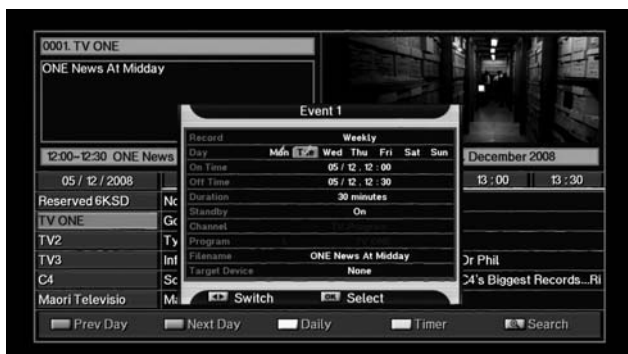 0001. TV ONE
ONE News At Midday
Event 1
Record Weekly
Day Mon Tue Wed Thu Fri Sat Sun
On Time 05 / 12 , 12 : 00
Off Time 05 / 12 , 12 : 30
Duration 30 minutes
Standby On
Channel
Program TV ONE
Filename ONE News At Midday
Target Device None
Switch OK Select
12:00~12:30 ONE News December 2008
05 / 12 / 2008 13 : 00 13 : 30
Reserved 6KSD
TV ONE
TV2
TV3 Dr Phil
C4 C4's Biggest Records...Ri
Maori Televisio
Prev Day Next Day Daily Timer Search